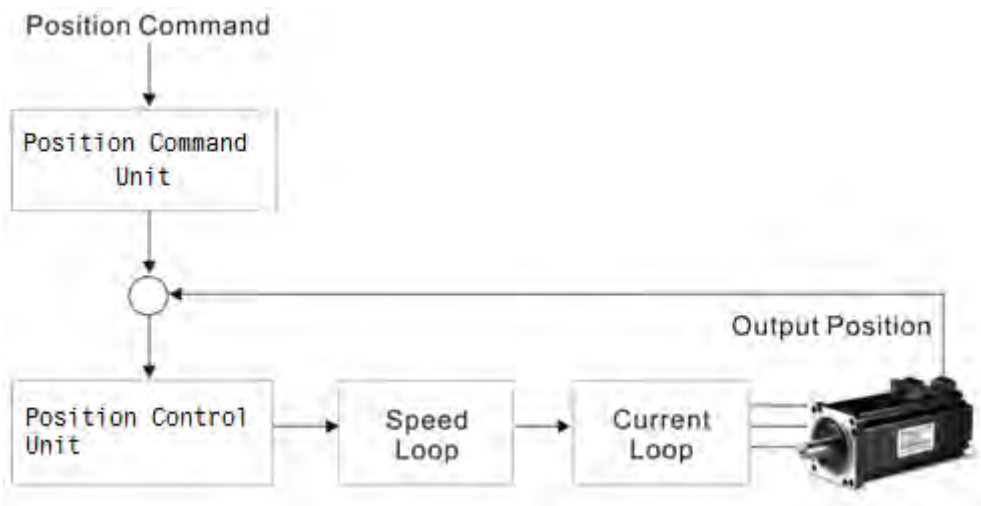 Position Command
Position Command
Unit
Output Position
Position Control
Unit
Speed
Loop
Current
Loop